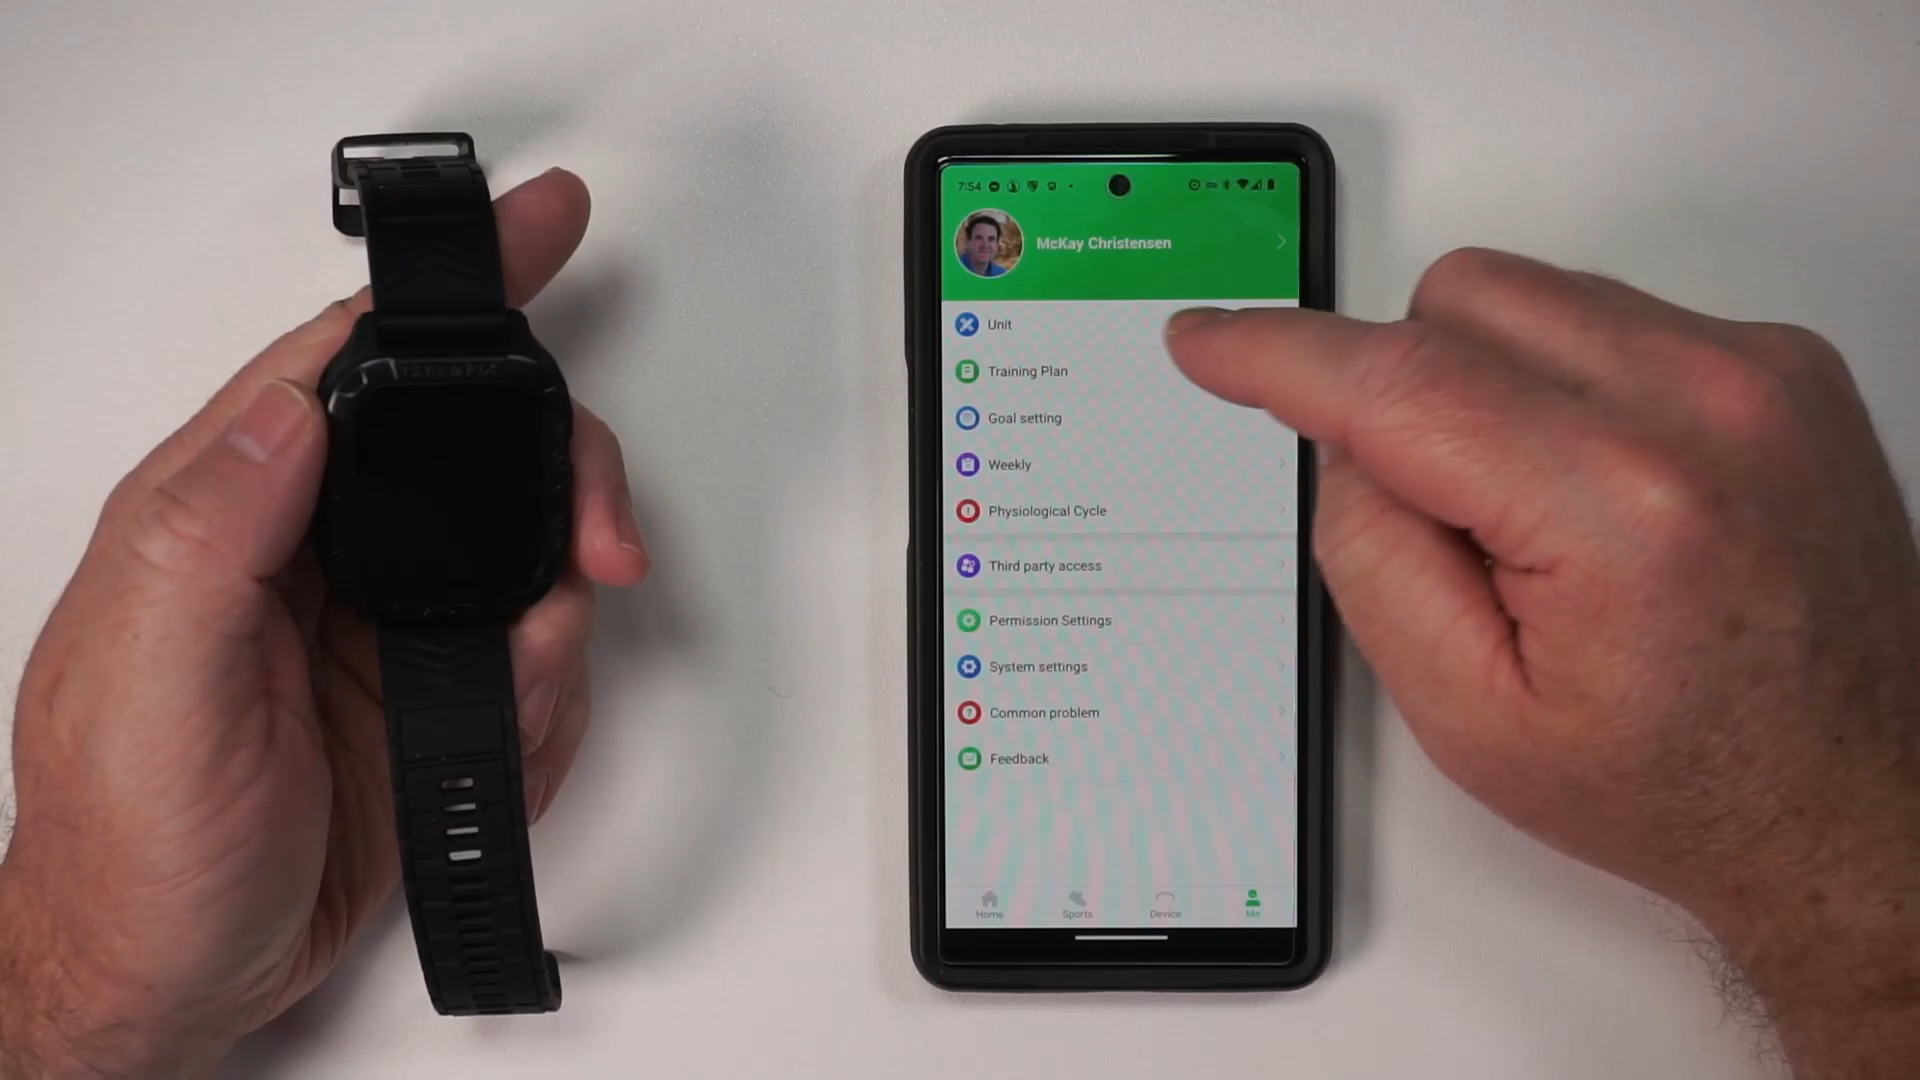 7:54
McKay Christensen
Unit
Training Plan
Goal setting
Weekly
Physiological Cycle
Third party access
Permission Settings
System settings
Common problem
Feedback
Home
Sports
Device
Me